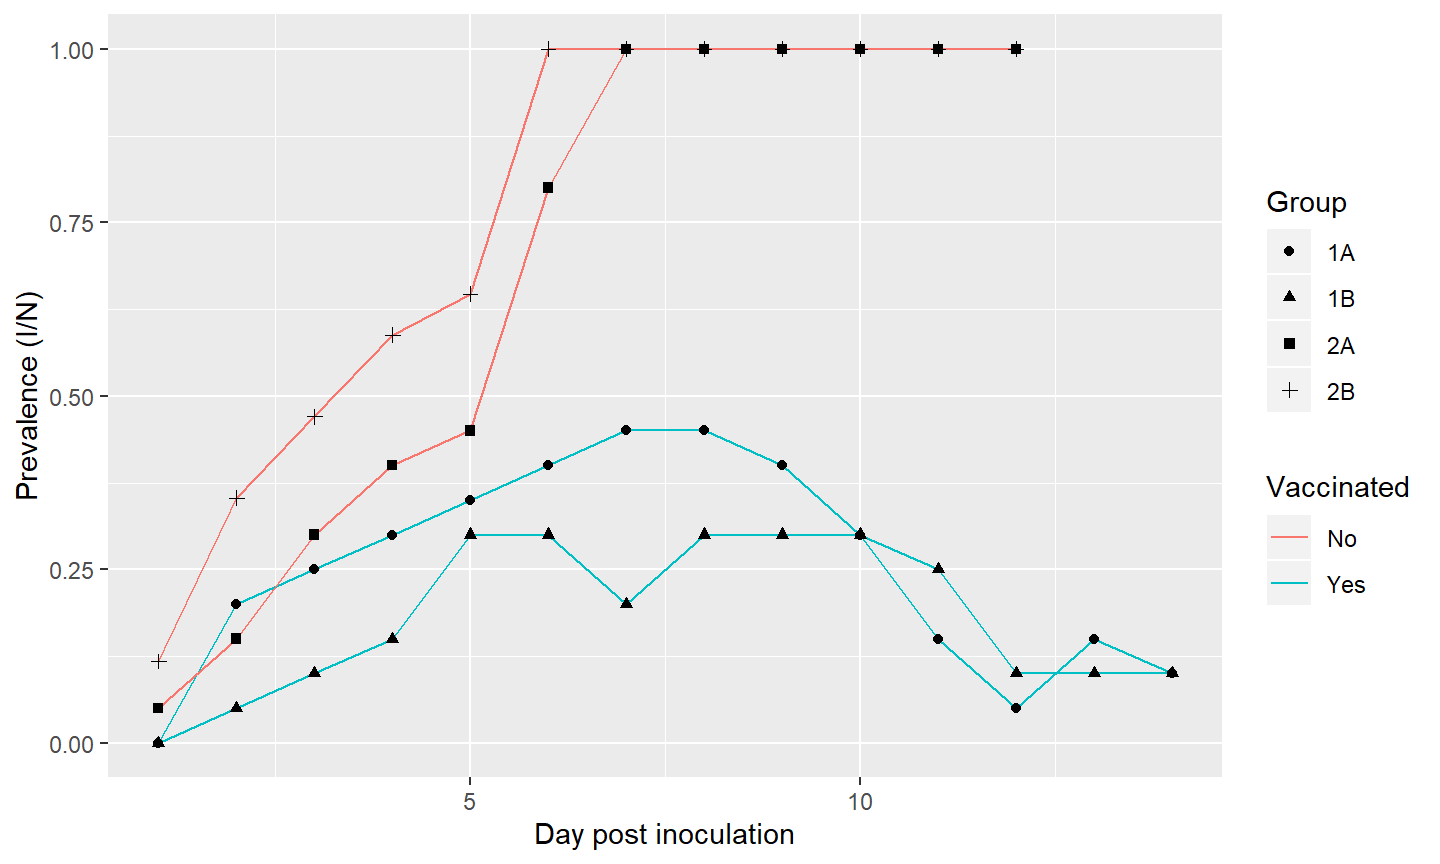 1.00
0.75
0.50
0.25
0.00
Prevalence (I/N)
5
10
Day post inoculation
Group
1A
1B
2A
2B
Vaccinated
No
Yes